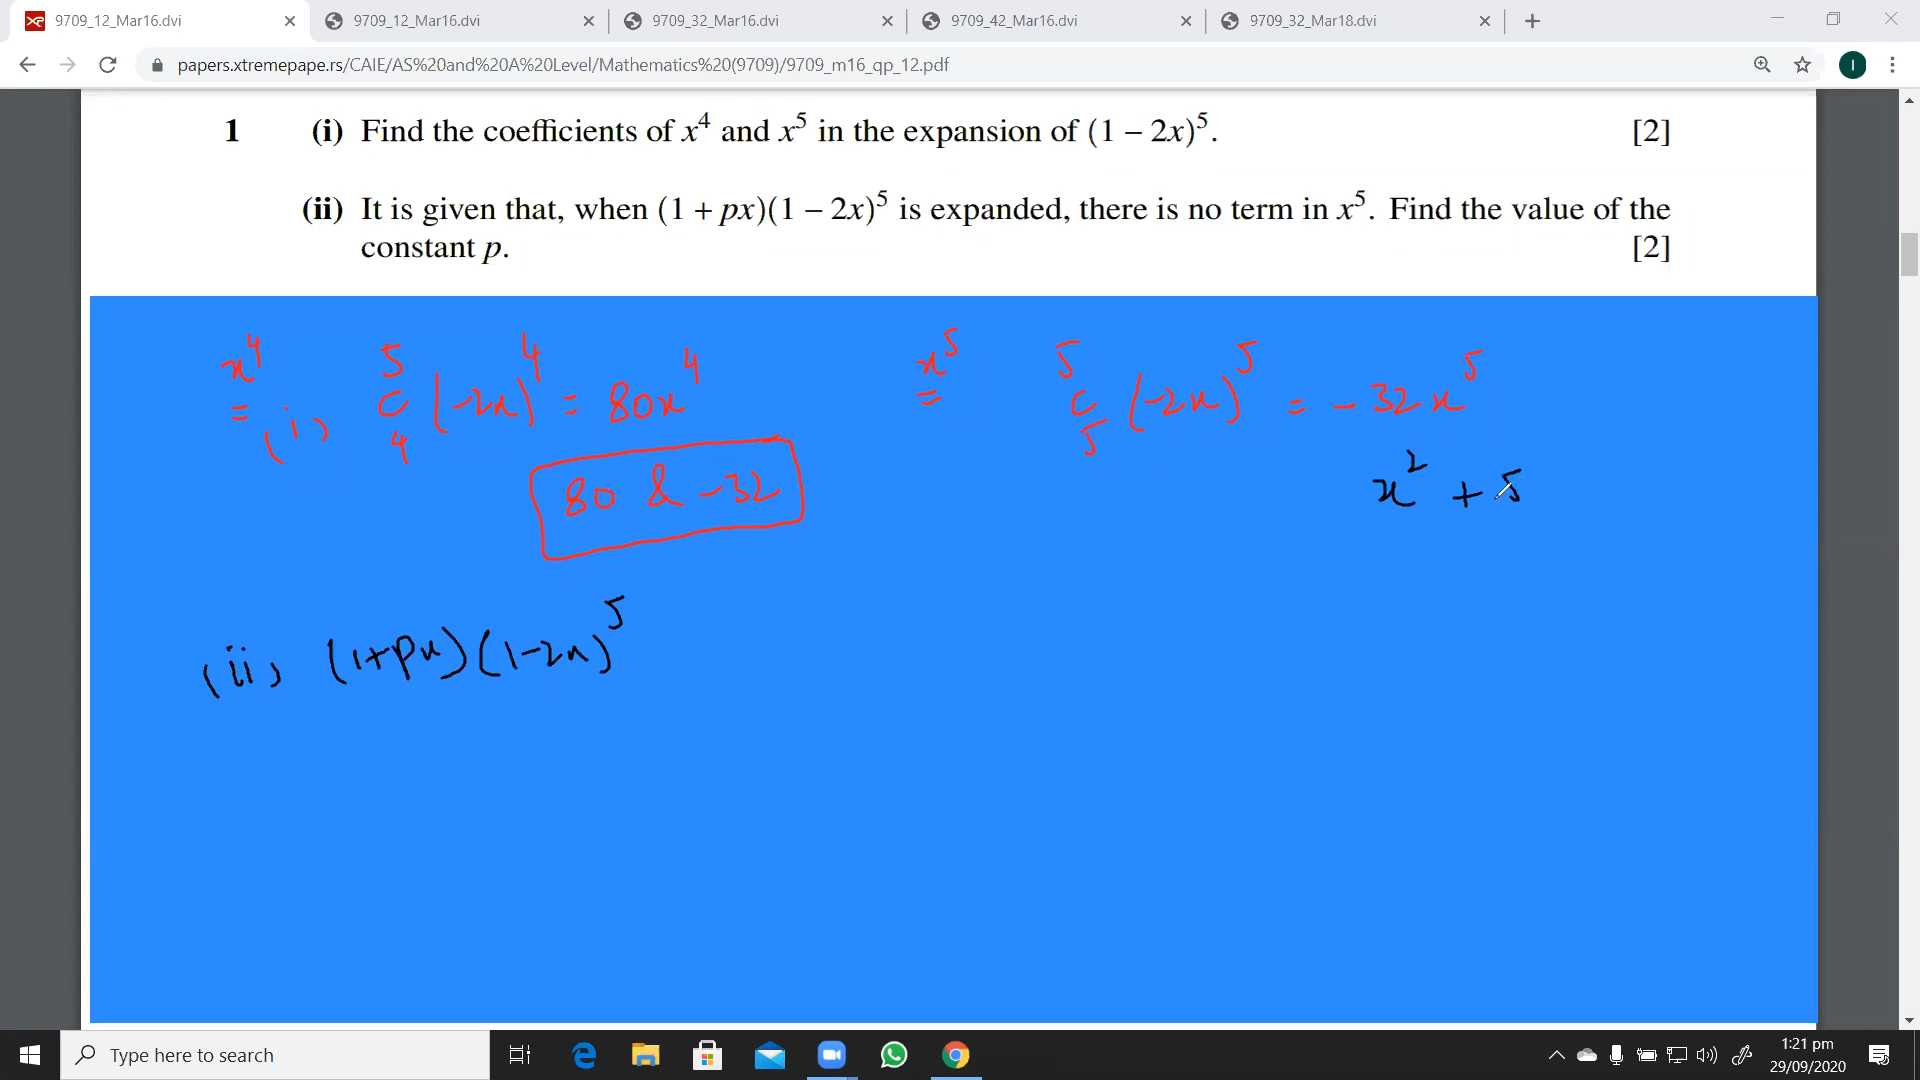 9709_12_Mar16.dvi 9709_12_Mar16.dvi 9709_32_Mar16.dvi 9709_42_Mar16.dvi 9709_32_Mar18.dvi
papers.xtremepape.rs/CAIE/AS%20and%20A%20Level/Mathematics%20(9709)/9709_m16_qp_12.pdf I
1 (i) Find the coefficients of x⁴ and x⁵ in the expansion of (1 – 2x)⁵. [2]
(ii) It is given that, when (1 + px)(1 – 2x)⁵ is expanded, there is no term in x⁵. Find the value of the
constant p. [2]
x⁴ = (i) ⁵C₄ (-2x)⁴ = 80x⁴ x⁵ = ⁵C₅ (-2x)⁵ = -32x⁵
80 & -32 x² + 5
(ii) (1+px)(1-2x)⁵
Type here to search 1:21 pm
29/09/2020